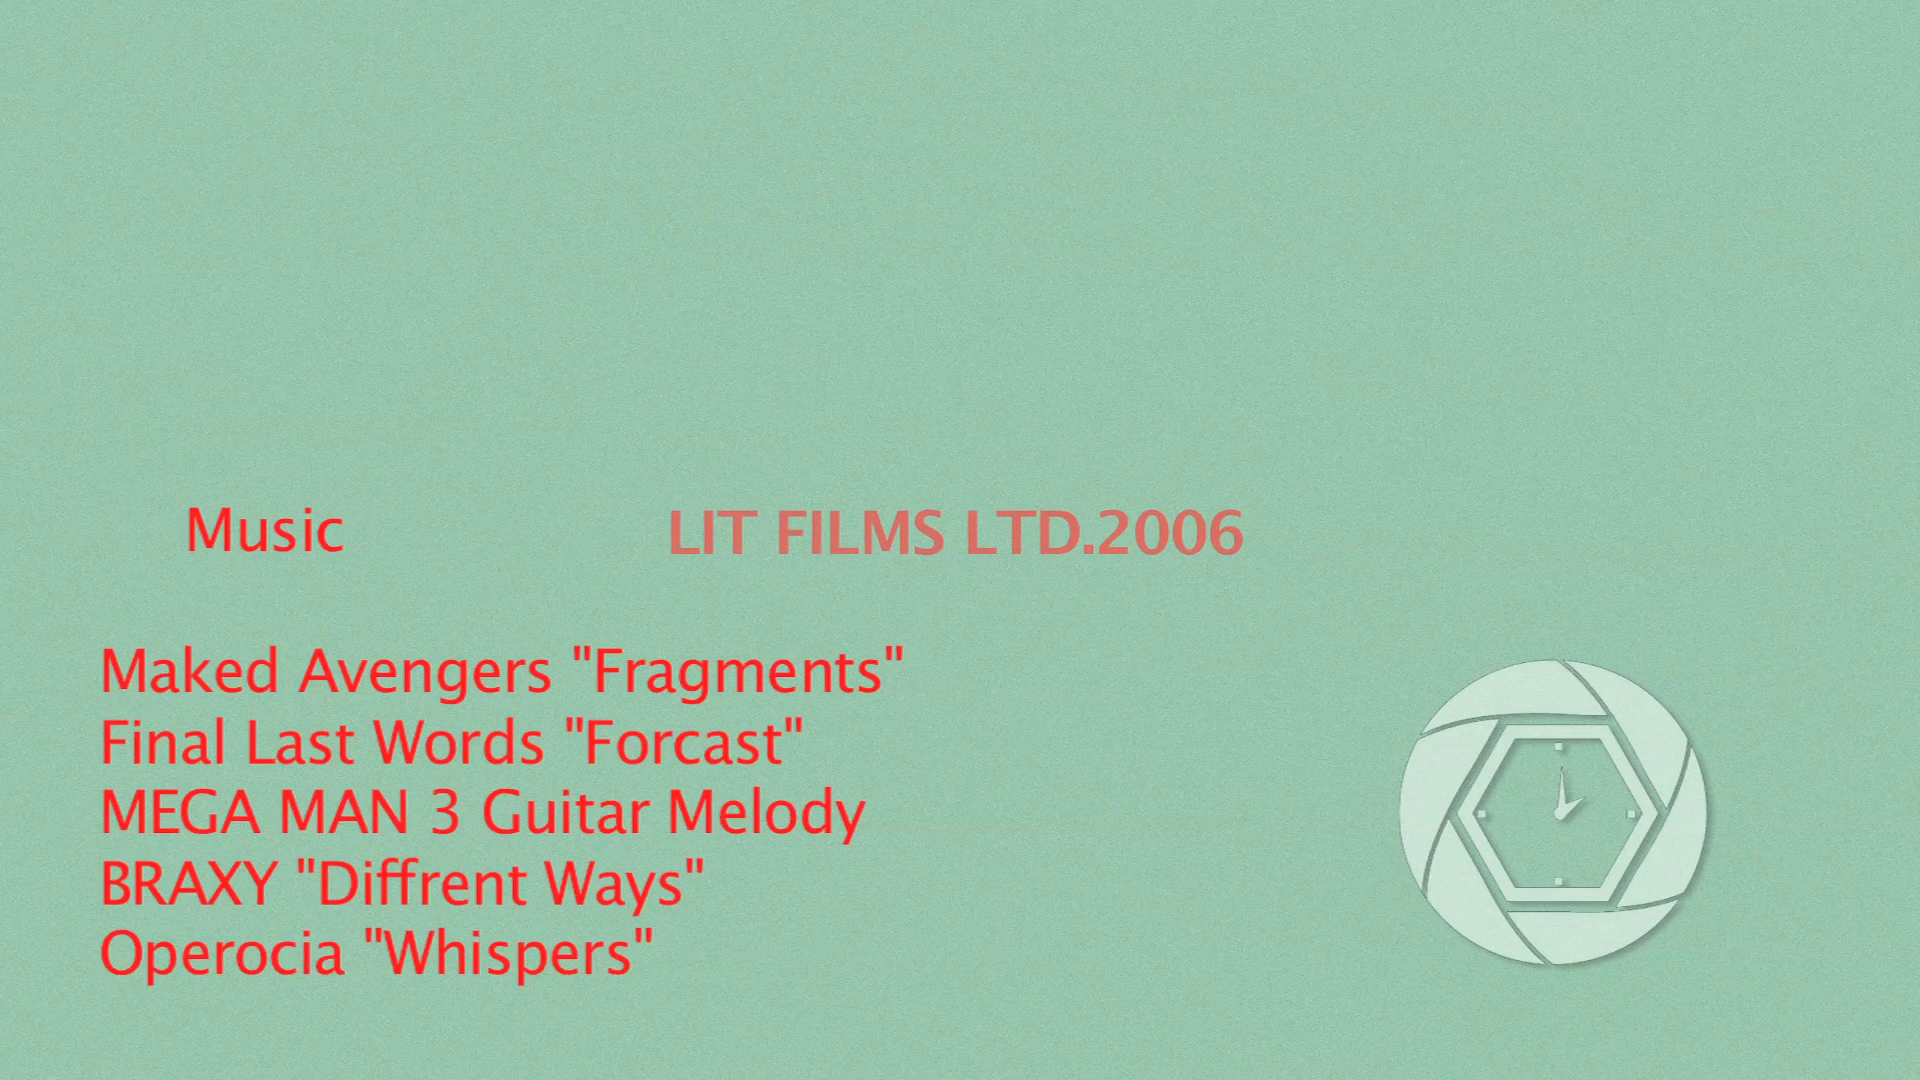 Music
LIT FILMS LTD.2006
Maked Avengers "Fragments"
Final Last Words "Forcast"
MEGA MAN 3 Guitar Melody
BRAXY "Diffrent Ways"
Operocia "Whispers"